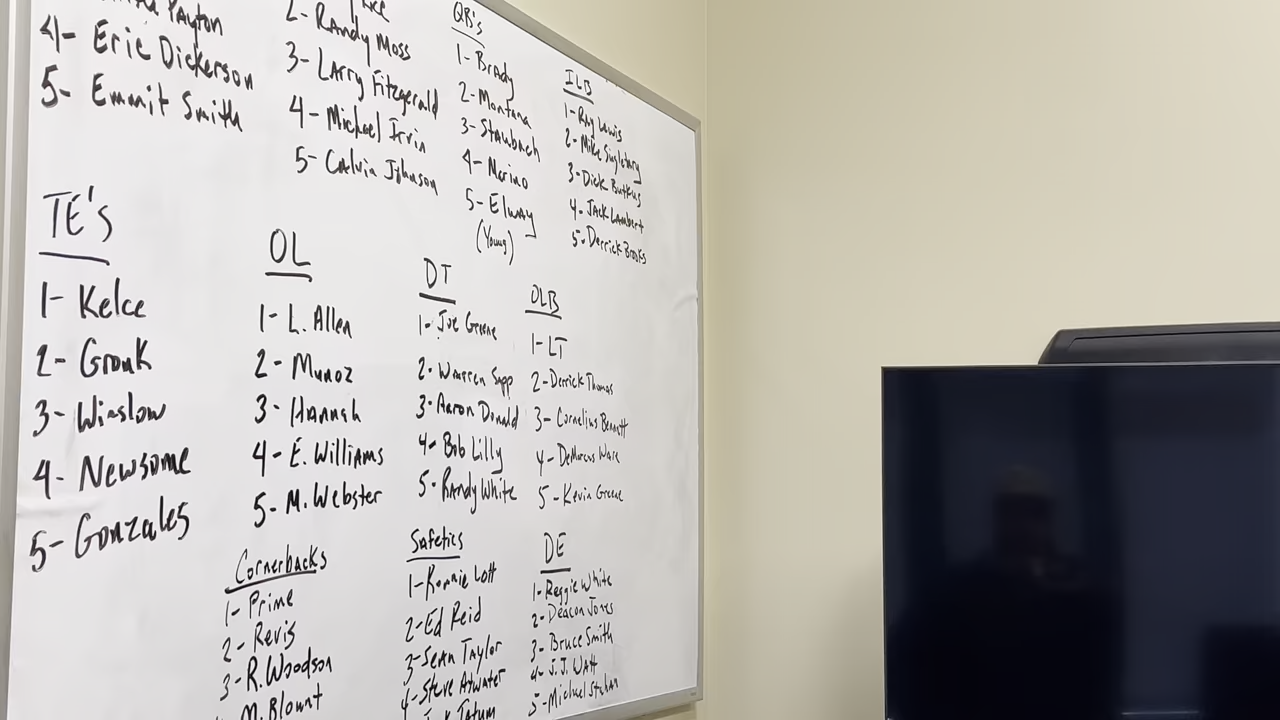 Payton
4- Eric Dickerson
5- Emmit Smith
2- Randy Moss
3- Larry Fitzgerald
4- Michael Irvin
5- Calvin Johnson
QB's
1- Brady
2- Montana
3- Staubach
4- Marino
5- Elway
(Young)
ILB
1- Ray Lewis
2- Mike Singletary
3- Dick Butkus
4- Jack Lambert
5- Derrick Brooks
TE's
1- Kelce
2- Gronk
3- Winslow
4- Newsome
5- Gonzales
OL
1- L. Allen
2- Munoz
3- Hannah
4- E. Williams
5- M. Webster
DT
1- Joe Greene
2- Warren Sapp
3- Aaron Donald
4- Bob Lilly
5- Randy White
OLB
1- LT
2- Derrick Thomas
3- Cornelius Bennett
4- DeMarcus Ware
5- Kevin Greene
Cornerbacks
1- Prime
2- Revis
3- R. Woodson
M. Blount
Safeties
1- Ronnie Lott
2- Ed Reid
3- Sean Taylor
4- Steve Atwater
Tatum
DE
1- Reggie White
2- Deacon Jones
3- Bruce Smith
4- J.J. Watt
5- Michael Strahan